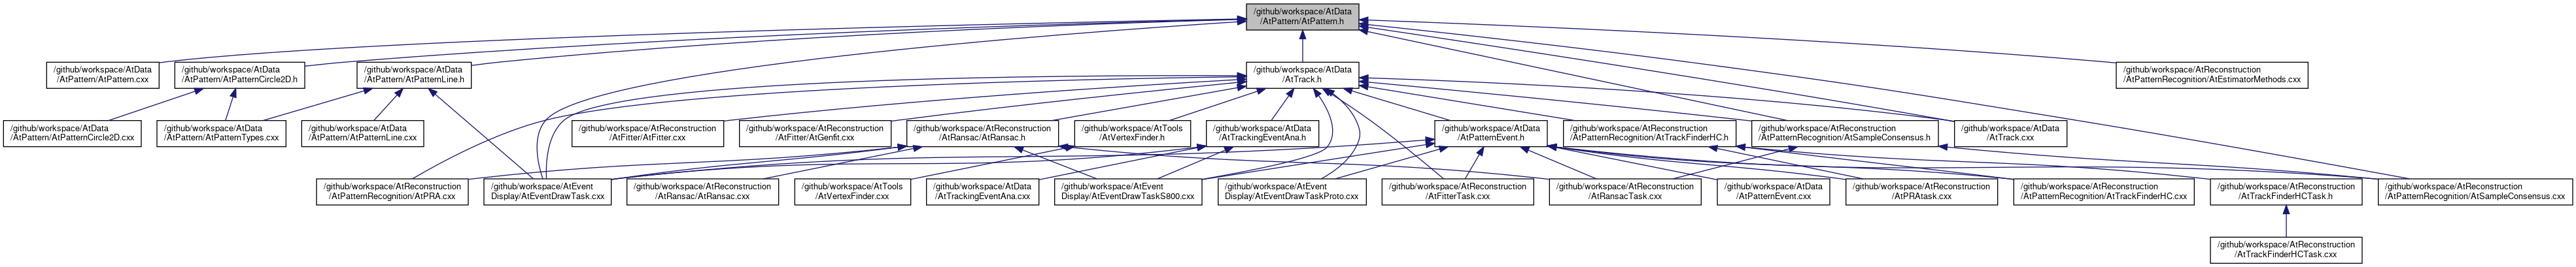 /github/workspace/AtData
/AtPattern/AtPattern.h
/github/workspace/AtData
/AtPattern/AtPattern.cxx
/github/workspace/AtData
/AtPattern/AtPatternCircle2D.h
/github/workspace/AtData
/AtPattern/AtPatternLine.h
/github/workspace/AtData
/AtTrack.h
/github/workspace/AtReconstruction
/AtPatternRecognition/AtEstimatorMethods.cxx
/github/workspace/AtData
/AtPattern/AtPatternCircle2D.cxx
/github/workspace/AtData
/AtPattern/AtPatternTypes.cxx
/github/workspace/AtData
/AtPattern/AtPatternLine.cxx
/github/workspace/AtReconstruction
/AtFitter/AtFitter.cxx
/github/workspace/AtReconstruction
/AtFitter/AtGenfit.cxx
/github/workspace/AtReconstruction
/AtRansac/AtRansac.h
/github/workspace/AtTools
/AtVertexFinder.h
/github/workspace/AtData
/AtTrackingEventAna.h
/github/workspace/AtData
/AtPatternEvent.h
/github/workspace/AtReconstruction
/AtPatternRecognition/AtTrackFinderHC.h
/github/workspace/AtReconstruction
/AtPatternRecognition/AtSampleConsensus.h
/github/workspace/AtData
/AtTrack.cxx
/github/workspace/AtReconstruction
/AtPatternRecognition/AtPRA.cxx
/github/workspace/AtEvent
Display/AtEventDrawTask.cxx
/github/workspace/AtReconstruction
/AtRansac/AtRansac.cxx
/github/workspace/AtTools
/AtVertexFinder.cxx
/github/workspace/AtData
/AtTrackingEventAna.cxx
/github/workspace/AtEvent
Display/AtEventDrawTaskS800.cxx
/github/workspace/AtEvent
Display/AtEventDrawTaskProto.cxx
/github/workspace/AtReconstruction
/AtFitterTask.cxx
/github/workspace/AtReconstruction
/AtRansacTask.cxx
/github/workspace/AtData
/AtPatternEvent.cxx
/github/workspace/AtReconstruction
/AtPRAtask.cxx
/github/workspace/AtReconstruction
/AtPatternRecognition/AtTrackFinderHC.cxx
/github/workspace/AtReconstruction
/AtTrackFinderHCTask.h
/github/workspace/AtReconstruction
/AtPatternRecognition/AtSampleConsensus.cxx
/github/workspace/AtReconstruction
/AtTrackFinderHCTask.cxx